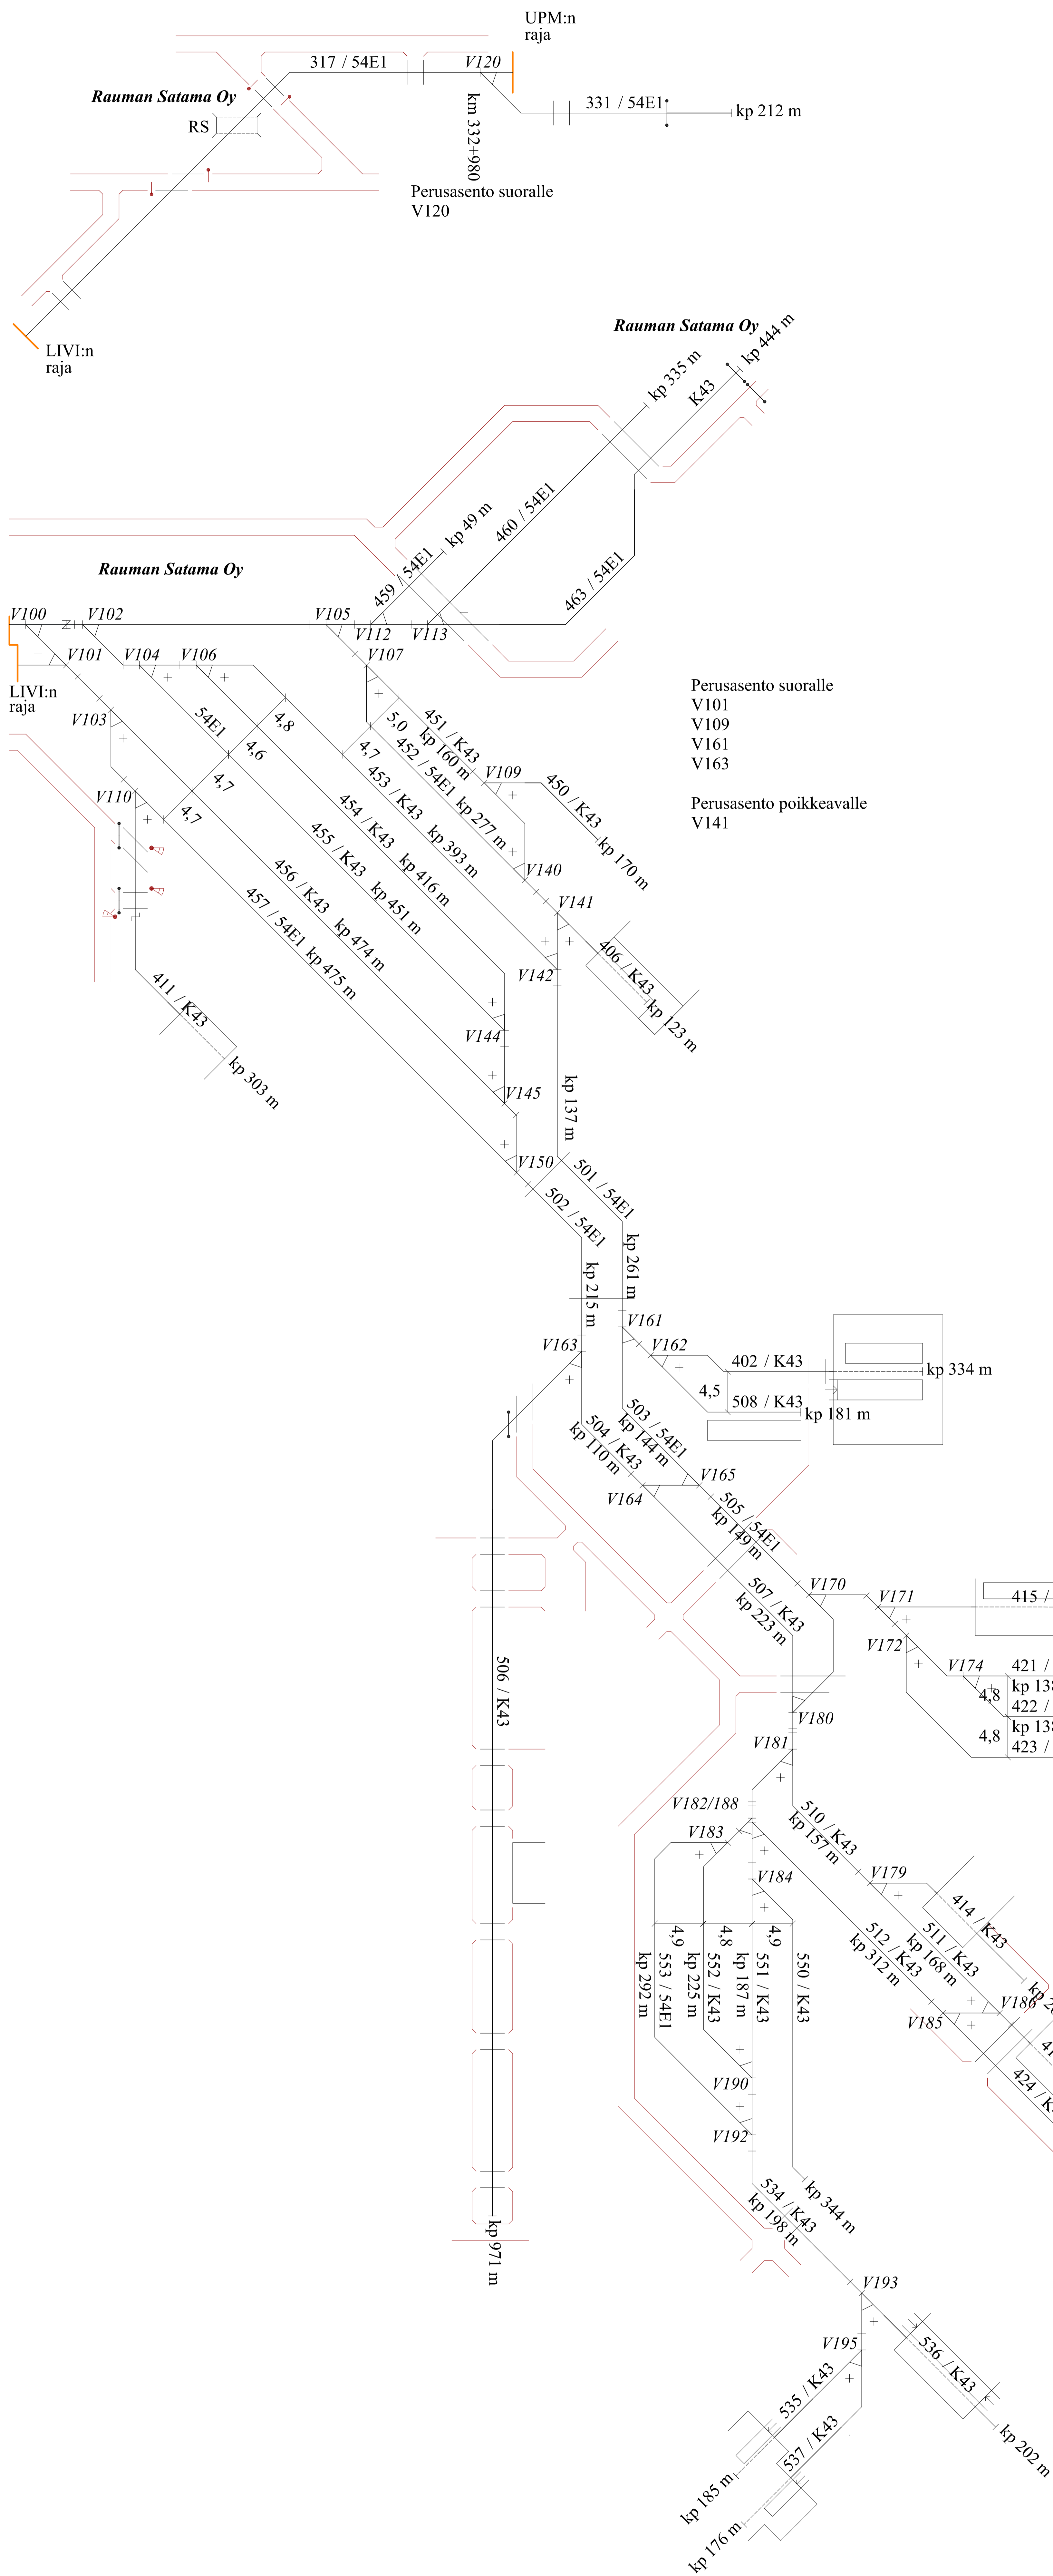 UPM:n
raja
317 / 54E1
V120
Rauman Satama Oy
RS
331 / 54E1
kp 212 m
km 332+980
Perusasento suoralle
V120
LIVI:n
raja
Rauman Satama Oy
kp 444 m
kp 335 m
K43
460 / 54E1
kp 49 m
459 / 54E1
463 / 54E1
Rauman Satama Oy
V100
V102
V105
V112
V113
V101
V104
V106
V107
LIVI:n
raja
Perusasento suoralle
V101
V109
V161
V163
Perusasento poikkeavalle
V141
V103
54E1
4,8
4,6
4,7
4,7
5,0
4,7
451 / K43
kp 160 m
452 / 54E1 kp 277 m
453 / K43 kp 393 m
454 / K43 kp 416 m
455 / K43 kp 451 m
456 / K43 kp 474 m
457 / 54E1 kp 475 m
V109
450 / K43
kp 170 m
V110
V140
V141
406 / K43
kp 123 m
V142
411 / K43
kp 303 m
V144
V145
kp 137 m
V150
501 / 54E1
502 / 54E1
kp 261 m
kp 215 m
V161
V162
V163
402 / K43
kp 334 m
4,5
508 / K43
kp 181 m
503 / 54E1
kp 144 m
504 / K43
kp 110 m
V165
V164
505 / 54E1
kp 149 m
507 / K43
kp 223 m
V170
V171
415 /
V172
V174
421 /
kp 138
4,8
422 /
kp 138
4,8
423 /
506 / K43
V180
V181
V182/188
V183
510 / K43
kp 157 m
V179
V184
414 / K43
511 / K43
kp 168 m
512 / K43
kp 312 m
4,9
4,8
4,9
553 / 54E1
kp 292 m
552 / K43
kp 225 m
551 / K43
kp 187 m
550 / K43
V186
V185
424 / K
V190
V192
534 / K43
kp 198 m
kp 344 m
kp 971 m
V193
V195
536 / K43
535 / K43
537 / K43
kp 202 m
kp 185 m
kp 176 m